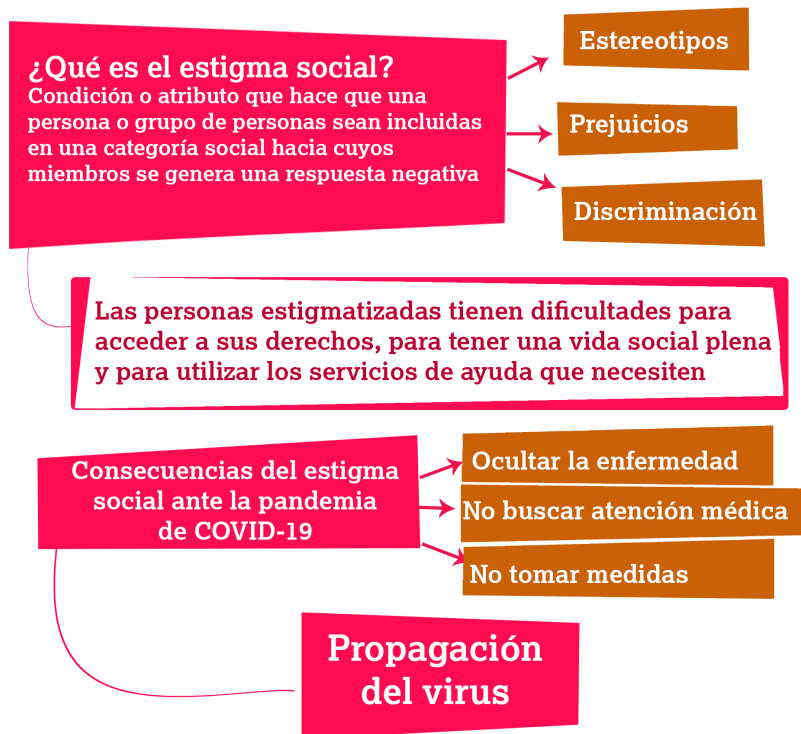 ¿Qué es el estigma social?
Condición o atributo que hace que una
persona o grupo de personas sean incluidas
en una categoría social hacia cuyos
miembros se genera una respuesta negativa
Estereotipos
Prejuicios
Discriminación
Las personas estigmatizadas tienen dificultades para
acceder a sus derechos, para tener una vida social plena
y para utilizar los servicios de ayuda que necesiten
Consecuencias del estigma
social ante la pandemia
de COVID-19
Ocultar la enfermedad
No buscar atención médica
No tomar medidas
Propagación
del virus